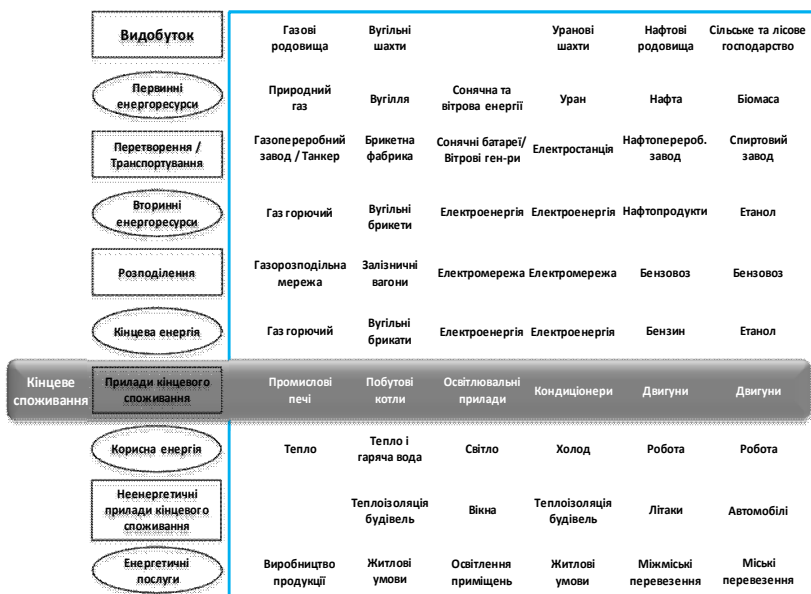 Видобуток
Газові
родовища
Вугільні
шахти
Уранові
шахти
Нафтові
родовища
Сільське та лісове
господарство
Первинні
енергоресурси
Природний
газ
Вугілля
Сонячна та
вітрова енергії
Уран
Нафта
Біомаса
Перетворення /
Транспортування
Газопереробний
завод / Танкер
Брикетна
фабрика
Сонячні батареї/
Вітрові ген-ри
Електростанція
Нафтоперероб.
завод
Спиртовий
завод
Вторинні
енергоресурси
Газ горючий
Вугільні
брикети
Електроенергія
Електроенергія
Нафтопродукти
Етанол
Розподілення
Газорозподільна
мережа
Залізничні
вагони
Електромережа
Електромережа
Бензовоз
Бензовоз
Кінцева енергія
Газ горючий
Вугільні
брикати
Електроенергія
Електроенергія
Бензин
Етанол
Кінцеве
споживання
Прилади кінцевого
споживання
Промислові
печі
Побутові
котли
Освітлювальні
прилади
Кондиціонери
Двигуни
Двигуни
Корисна енергія
Тепло
Тепло і
гаряча вода
Світло
Холод
Робота
Робота
Неенергетичні
прилади кінцевого
споживання
Теплоізоляція
будівель
Вікна
Теплоізоляція
будівель
Літаки
Автомобілі
Енергетичні
послуги
Виробництво
продукції
Житлові
умови
Освітлення
приміщень
Житлові
умови
Міжміські
перевезення
Міські
перевезення